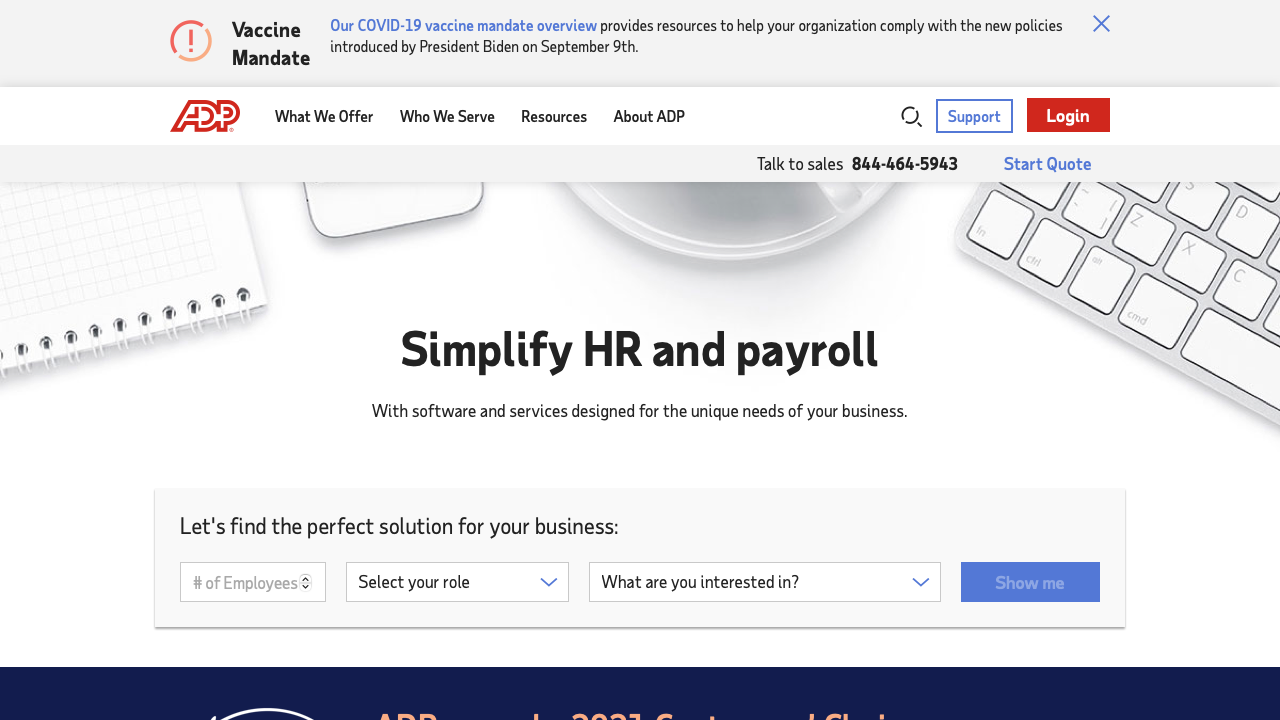 Vaccine
Mandate
Our COVID-19 vaccine mandate overview provides resources to help your organization comply with the new policies
introduced by President Biden on September 9th.
ADP
What We Offer
Who We Serve
Resources
About ADP
Support
Login
Talk to sales 844-464-5943
Start Quote
In
ctrl
alt
cmd
Z
X
C
S
D
Simplify HR and payroll
With software and services designed for the unique needs of your business.
Let's find the perfect solution for your business:
# of Employees
Select your role
What are you interested in?
Show me